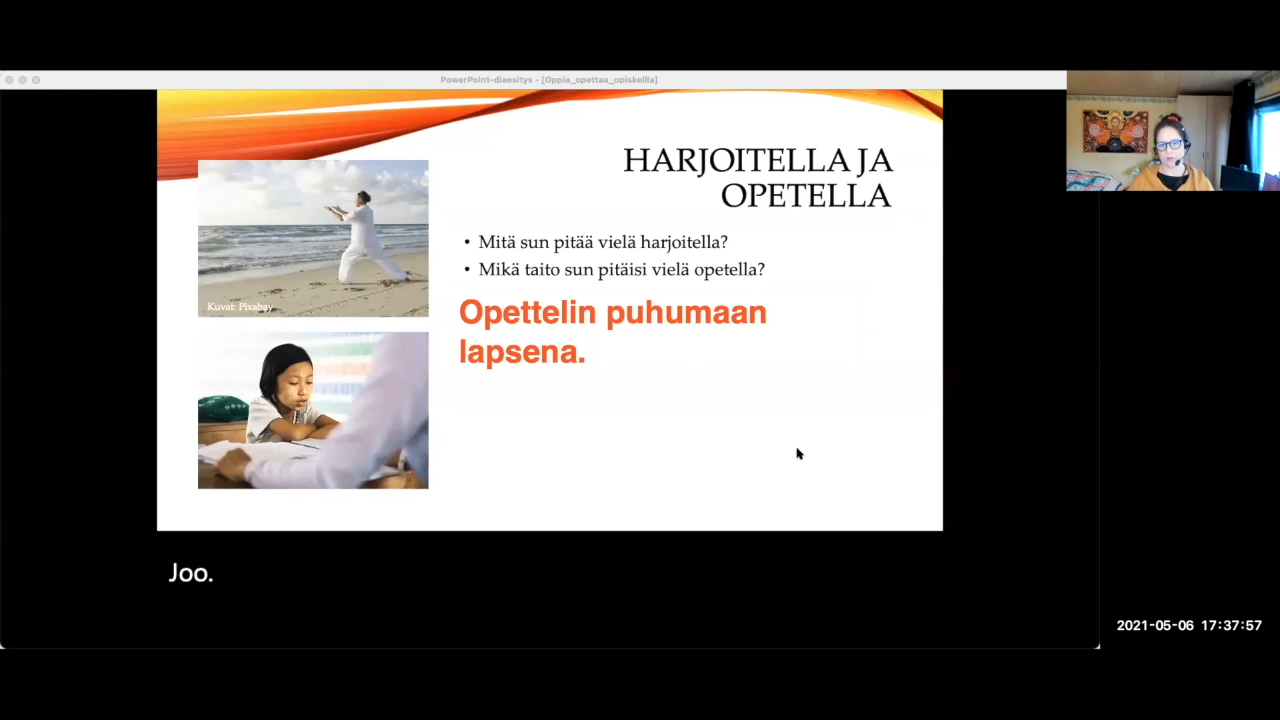 PowerPoint-diaesitys - [Oppia_opettaa_opiskellla]
HARJOITELLA JA
OPETELLA
• Mitä sun pitää vielä harjoitella?
• Mikä taito sun pitäisi vielä opetella?
Opettelin puhumaan
lapsena.
Kuvat: Pixabay
Joo.
2021-05-06 17:37:57